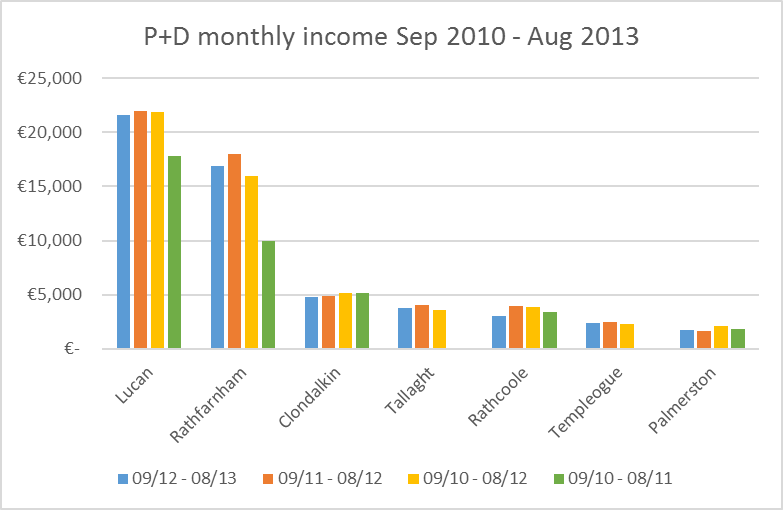 P+D monthly income Sep 2010 - Aug 2013
€25,000
€20,000
€15,000
€10,000
€5,000
€-
Lucan
Rathfarnham
Clondalkin
Tallaght
Rathcoole
Templeogue
Palmerston
09/12 - 08/13 09/11 - 08/12 09/10 - 08/12 09/10 - 08/11